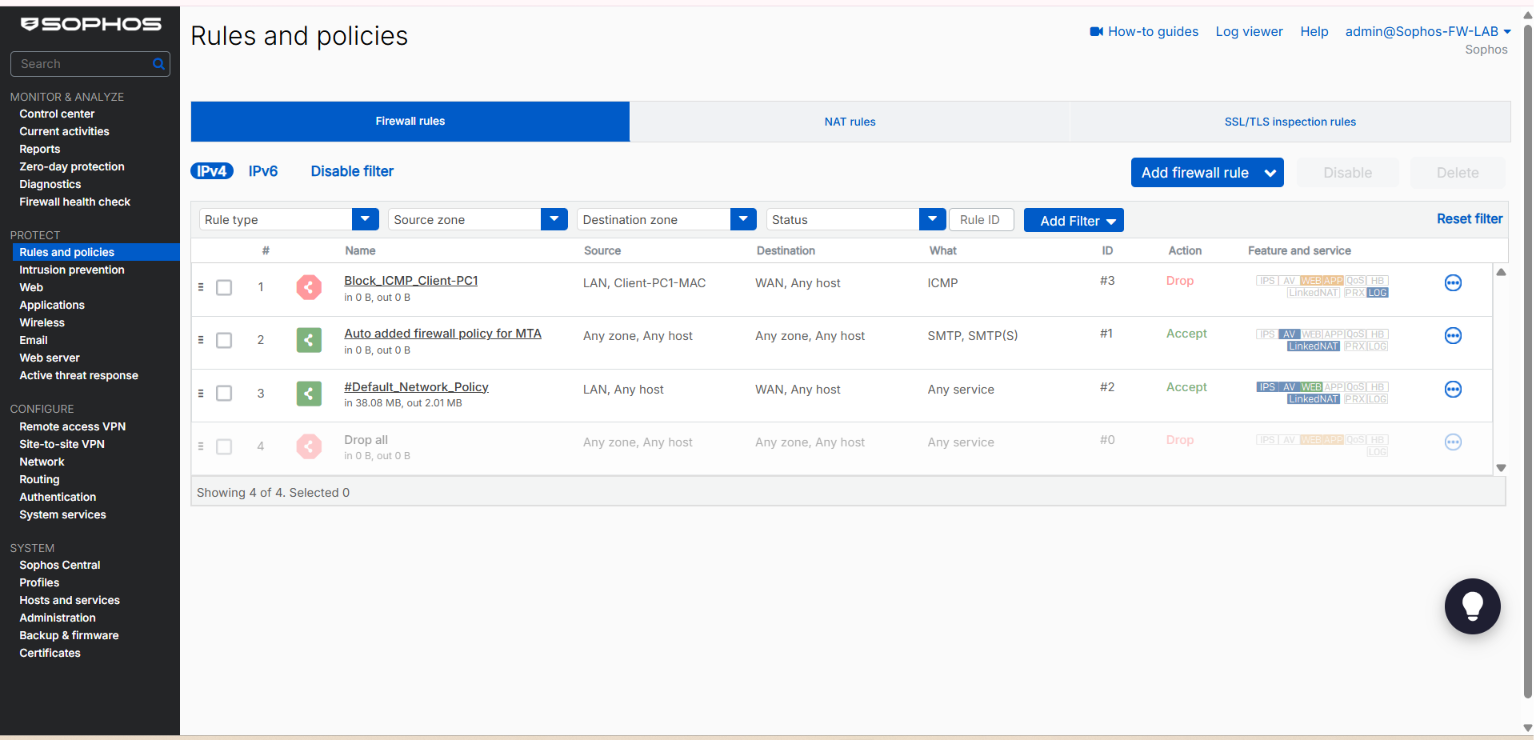 SOPHOS
Search
MONITOR & ANALYZE
Control center
Current activities
Reports
Zero-day protection
Diagnostics
Firewall health check
PROTECT
Rules and policies
Intrusion prevention
Web
Applications
Wireless
Email
Web server
Active threat response
CONFIGURE
Remote access VPN
Site-to-site VPN
Network
Routing
Authentication
System services
SYSTEM
Sophos Central
Profiles
Hosts and services
Administration
Backup & firmware
Certificates
Rules and policies
How-to guides Log viewer Help admin@Sophos-FW-LAB
Sophos
Firewall rules NAT rules SSL/TLS inspection rules
IPv4 IPv6 Disable filter Add firewall rule Disable Delete
Rule type Source zone Destination zone Status Rule ID Add Filter Reset filter
# Name Source Destination What ID Action Feature and service
1 Block_ICMP_Client-PC1 LAN, Client-PC1-MAC WAN, Any host ICMP #3 Drop IPS AV WEB APP QoS HB
in 0 B, out 0 B LinkedNAT PRX LOG
2 Auto added firewall policy for MTA Any zone, Any host Any zone, Any host SMTP, SMTP(S) #1 Accept IPS AV WEB APP QoS HB
in 0 B, out 0 B LinkedNAT PRX LOG
3 #Default_Network_Policy LAN, Any host WAN, Any host Any service #2 Accept IPS AV WEB APP QoS HB
in 38.08 MB, out 2.01 MB LinkedNAT PRX LOG
4 Drop all Any zone, Any host Any zone, Any host Any service #0 Drop IPS AV WEB APP QoS HB
in 0 B, out 0 B LOG
Showing 4 of 4. Selected 0